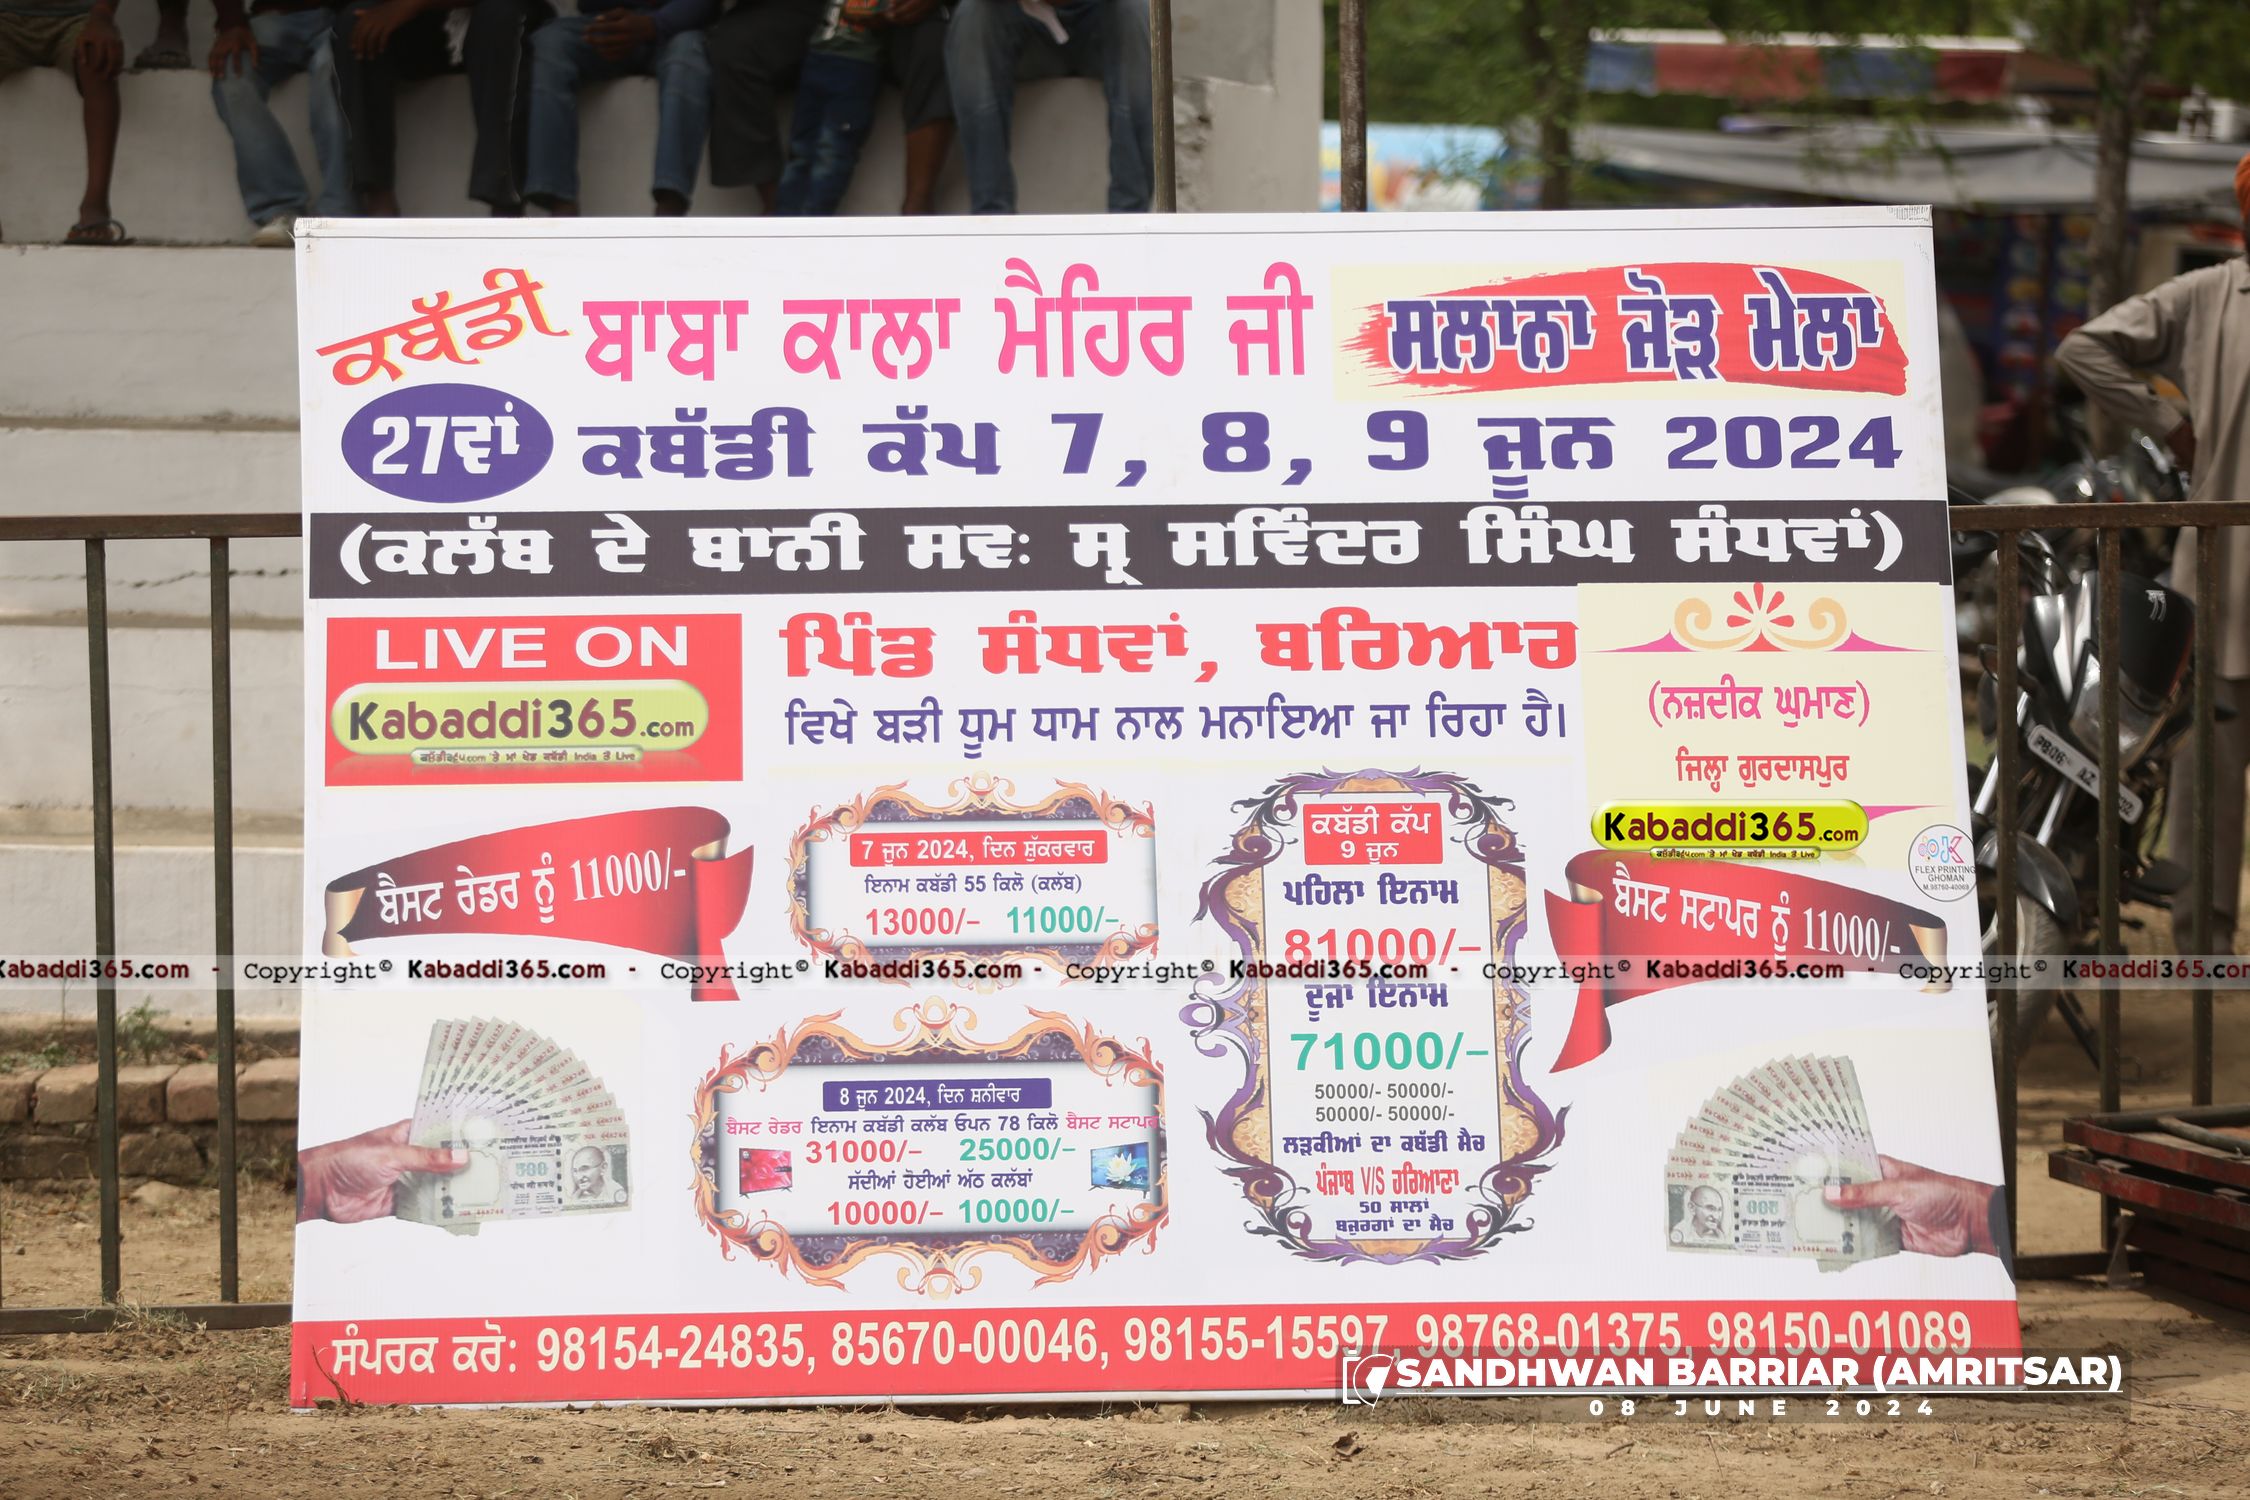 ਕਬੱਡੀ ਬਾਬਾ ਕਾਲਾ ਮੈਹਿਰ ਜੀ ਸਲਾਨਾ ਜੋੜ ਮੇਲਾ
27ਵਾਂ ਕਬੱਡੀ ਕੱਪ 7, 8, 9 ਜੂਨ 2024
(ਕਲੱਬ ਦੇ ਬਾਨੀ ਸਵਃ ਸ੍ਰ ਸਵਿੰਦਰ ਸਿੰਘ ਸੰਧਵਾਂ)
LIVE ON
Kabaddi365.com
ਪਿੰਡ ਸੰਧਵਾਂ, ਬਰਿਆਰ
ਵਿਖੇ ਬੜੀ ਧੂਮ ਧਾਮ ਨਾਲ ਮਨਾਇਆ ਜਾ ਰਿਹਾ ਹੈ।
(ਨਜ਼ਦੀਕ ਘੁਮਾਣ)
ਜਿਲ੍ਹਾ ਗੁਰਦਾਸਪੁਰ
Kabaddi365.com
FLEX PRINTING
GHOMAN
M.98760-40069
ਬੈਸਟ ਰੇਡਰ ਨੂੰ 11000/-
7 ਜੂਨ 2024, ਦਿਨ ਸ਼ੁੱਕਰਵਾਰ
ਇਨਾਮ ਕਬੱਡੀ 55 ਕਿਲੋ (ਕਲੱਬ)
13000/- 11000/-
ਕਬੱਡੀ ਕੱਪ
9 ਜੂਨ
ਪਹਿਲਾ ਇਨਾਮ
81000/-
ਦੂਜਾ ਇਨਾਮ
71000/-
50000/- 50000/-
50000/- 50000/-
ਲੜਕੀਆਂ ਦਾ ਕਬੱਡੀ ਮੈਚ
ਪੰਜਾਬ V/S ਹਰਿਆਣਾ
50 ਸਾਲਾਂ
ਬਜੁਰਗਾਂ ਦਾ ਮੈਚ
ਬੈਸਟ ਸਟਾਪਰ ਨੂੰ 11000/-
Kabaddi365.com - Copyright© Kabaddi365.com - Copyright© Kabaddi365.com - Copyright© Kabaddi365.com - Copyright© Kabaddi365.com - Copyright© Kabaddi365.com
8 ਜੂਨ 2024, ਦਿਨ ਸ਼ਨੀਵਾਰ
ਬੈਸਟ ਰੇਡਰ ਇਨਾਮ ਕਬੱਡੀ ਕਲੱਬ ਓਪਨ 78 ਕਿਲੋ ਬੈਸਟ ਸਟਾਪਰ
31000/- 25000/-
ਸੱਦੀਆਂ ਹੋਈਆਂ ਅੱਠ ਕਲੱਬਾਂ
10000/- 10000/-
ਸੰਪਰਕ ਕਰੋ: 98154-24835, 85670-00046, 98155-15597, 98768-01375, 98150-01089
SANDHWAN BARRIAR (AMRITSAR)
08 JUNE 2024